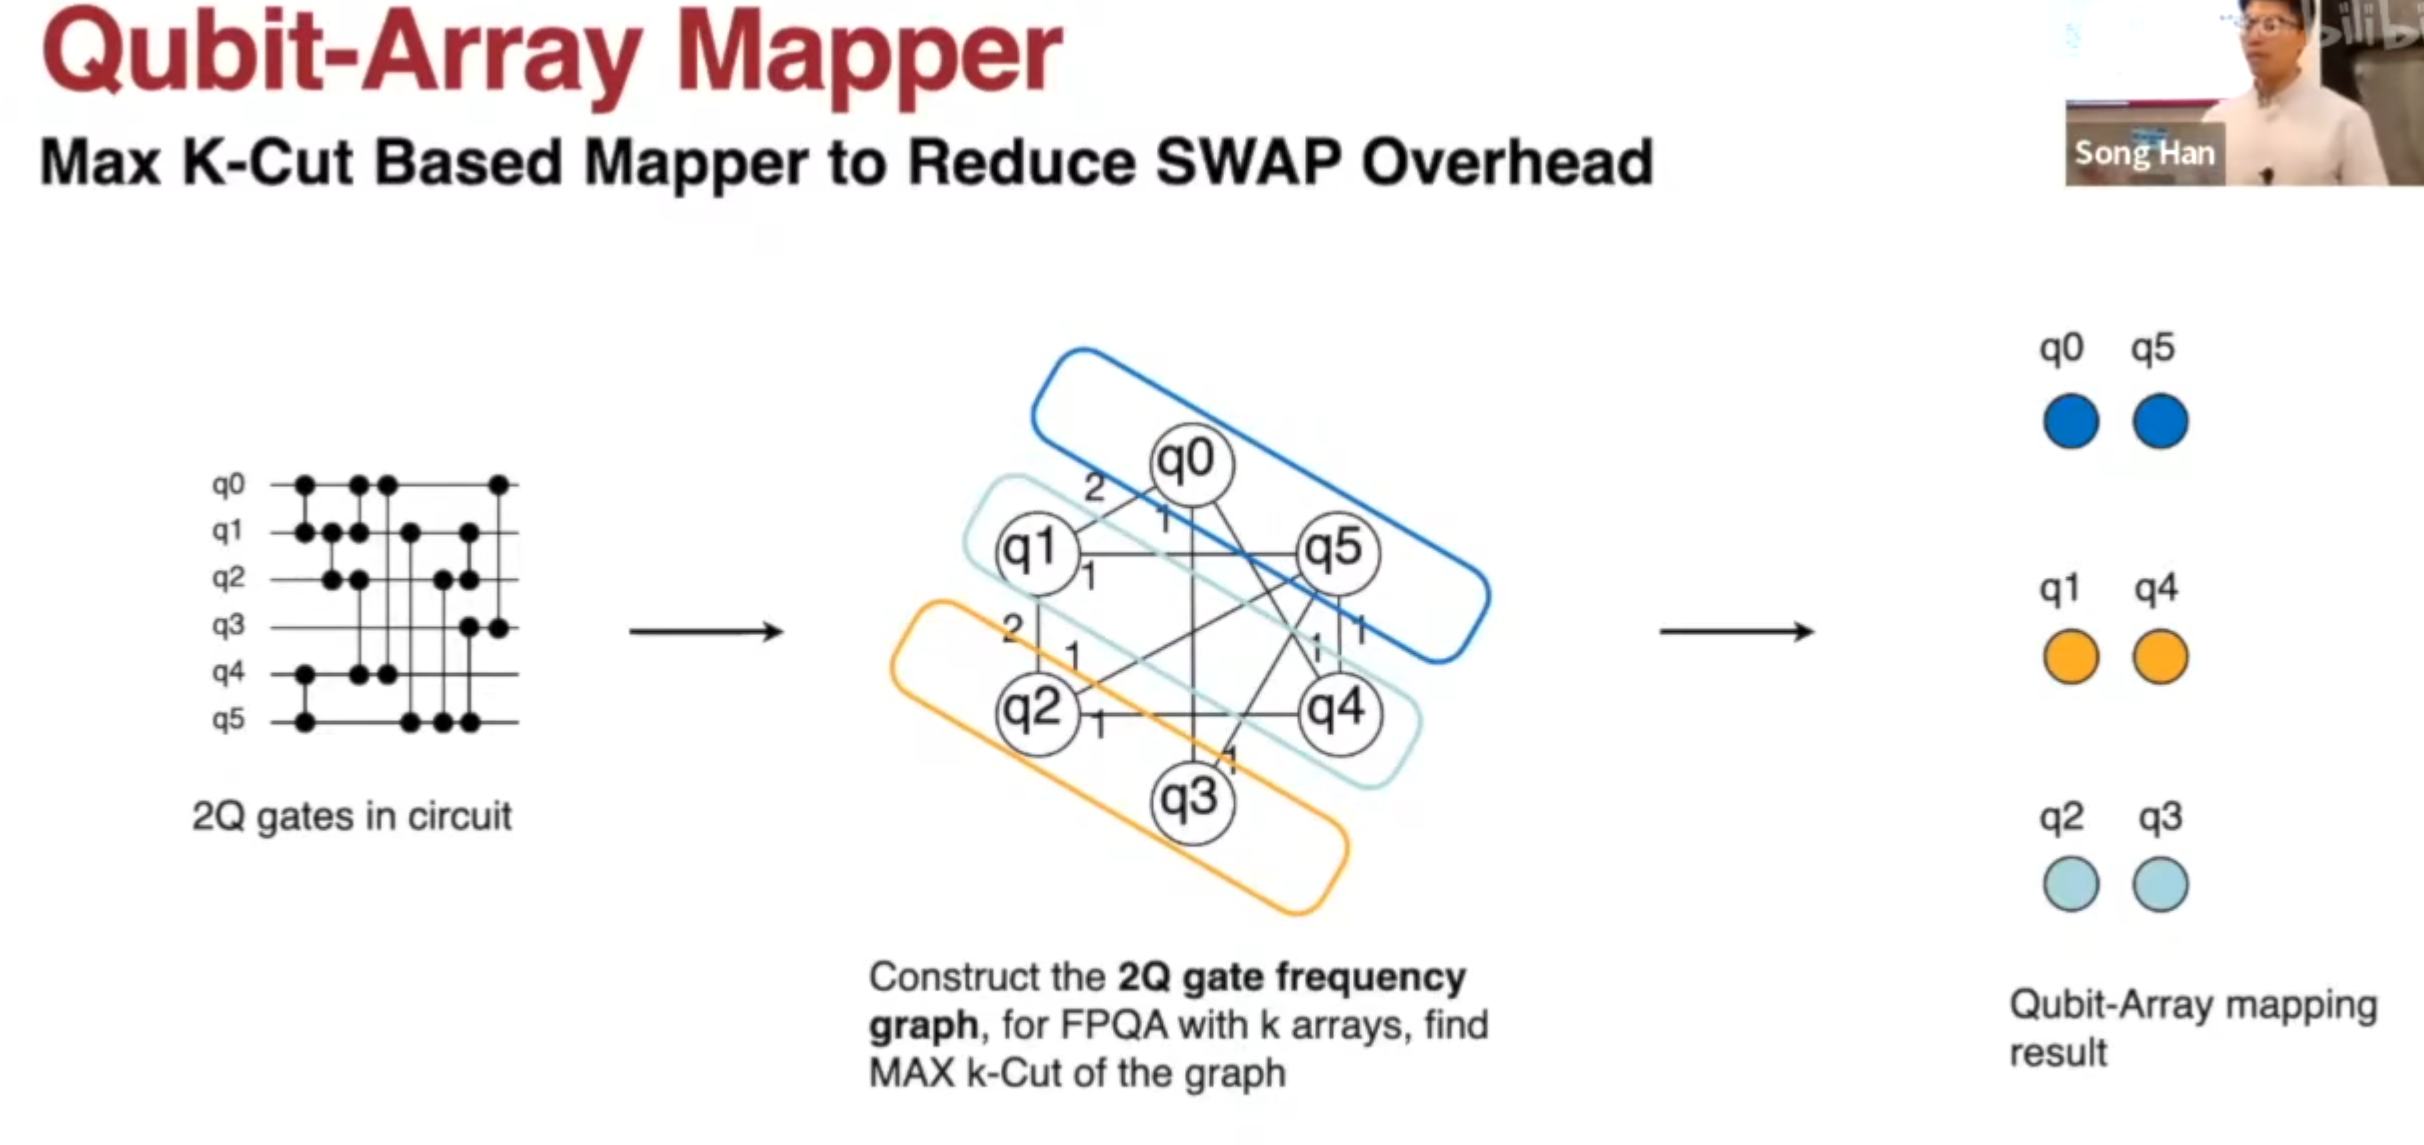 Qubit-Array Mapper
Max K-Cut Based Mapper to Reduce SWAP Overhead
bilibi
Song Han
q0
q1
q2
q3
q4
q5
2Q gates in circuit
q0
2
1
q1
q5
1
2
1
1
1
q2
1
q4
1
q3
Construct the 2Q gate frequency
graph, for FPQA with k arrays, find
MAX k-Cut of the graph
q0 q5
q1 q4
q2 q3
Qubit-Array mapping
result